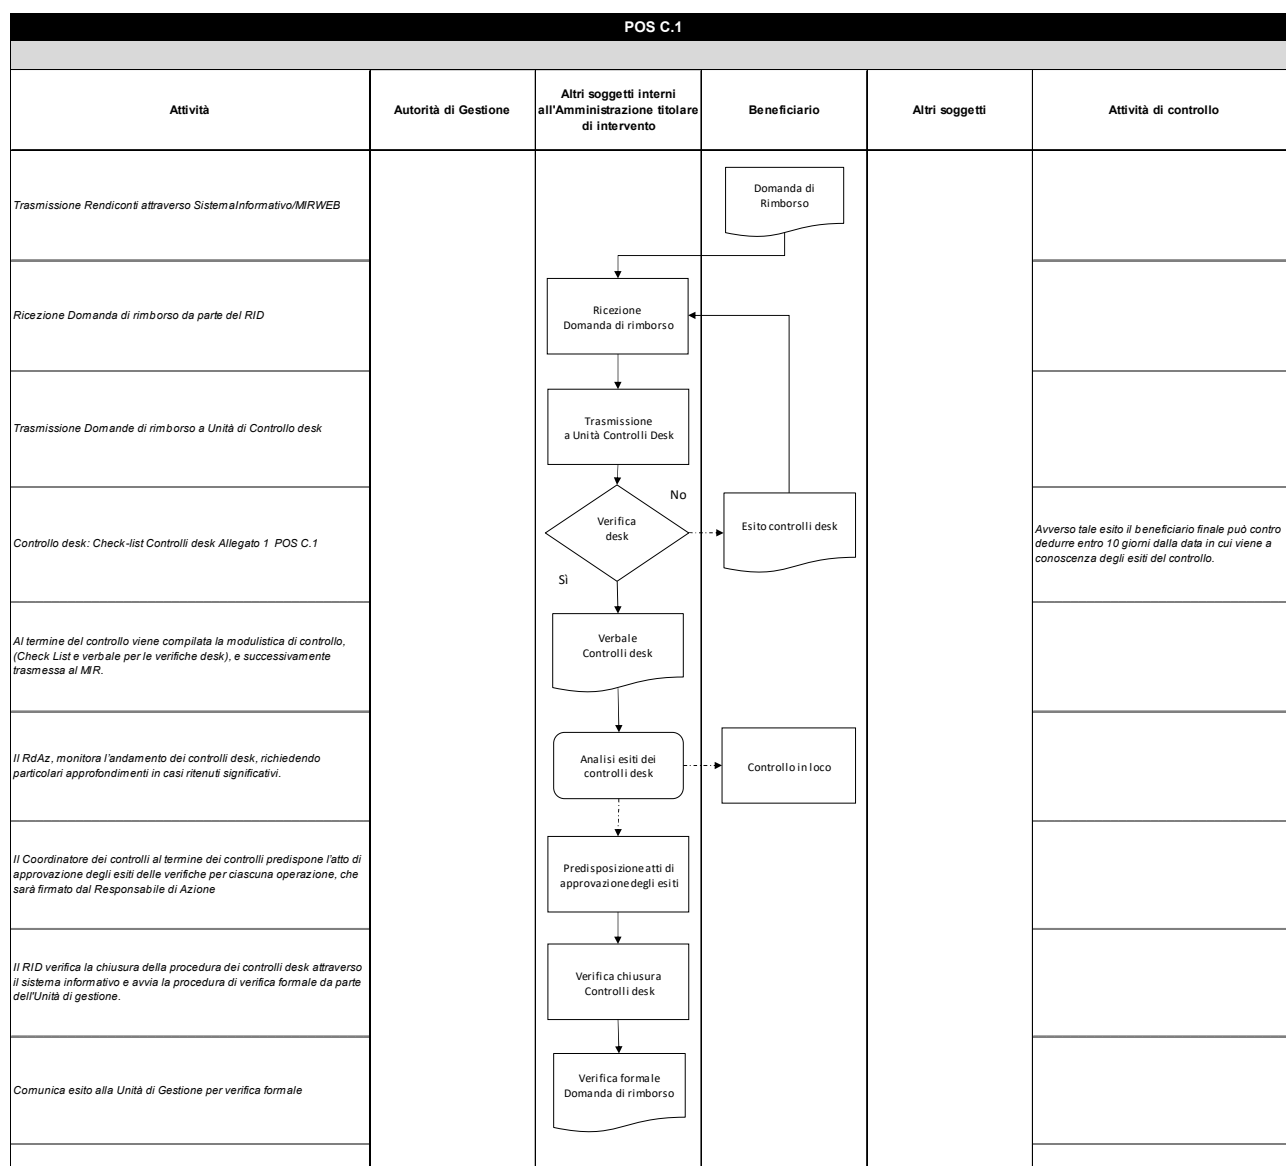 POS C.1
Attività
Autorità di Gestione
Altri soggetti interni
all'Amministrazione titolare
di intervento
Beneficiario
Altri soggetti
Attività di controllo
Trasmissione Rendiconti attraverso SistemaInformativo/MIRWEB
Domanda di
Rimborso
Ricezione Domanda di rimborso da parte del RID
Ricezione
Domanda di rimborso
Trasmissione Domande di rimborso a Unità di Controllo desk
Trasmissione
a Unità Controlli Desk
Controllo desk: Check-list Controlli desk Allegato 1 POS C.1
Verifica
desk
No
Sì
Esito controlli desk
Avverso tale esito il beneficiario finale può contro
dedurre entro 10 giorni dalla data in cui viene a
conoscenza degli esiti del controllo.
Al termine del controllo viene compilata la modulistica di controllo,
(Check List e verbale per le verifiche desk), e successivamente
trasmessa al MIR.
Verbale
Controlli desk
Il RdAz, monitora l'andamento dei controlli desk, richiedendo
particolari approfondimenti in casi ritenuti significativi.
Analisi esiti dei
controlli desk
Controllo in loco
Il Coordinatore dei controlli al termine dei controlli predispone l'atto di
approvazione degli esiti delle verifiche per ciascuna operazione, che
sarà firmato dal Responsabile di Azione
Predisposizione atti di
approvazione degli esiti
Il RID verifica la chiusura della procedura dei controlli desk attraverso
il sistema informativo e avvia la procedura di verifica formale da parte
dell'Unità di gestione.
Verifica chiusura
Controlli desk
Comunica esito alla Unità di Gestione per verifica formale
Verifica formale
Domanda di rimborso